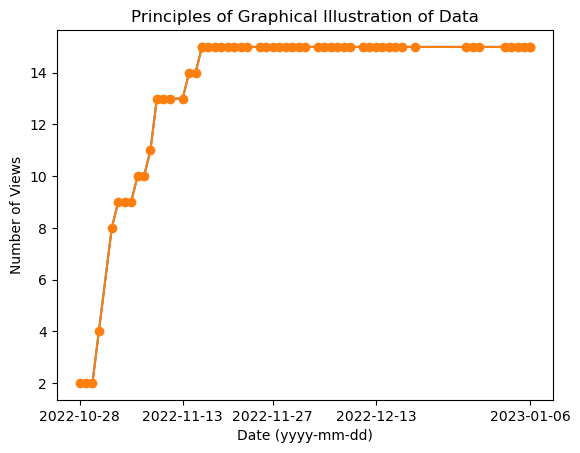 Principles of Graphical Illustration of Data
14
12
10
8
6
4
2
Number of Views
2022-10-28 2022-11-13 2022-11-27 2022-12-13 2023-01-06
Date (yyyy-mm-dd)